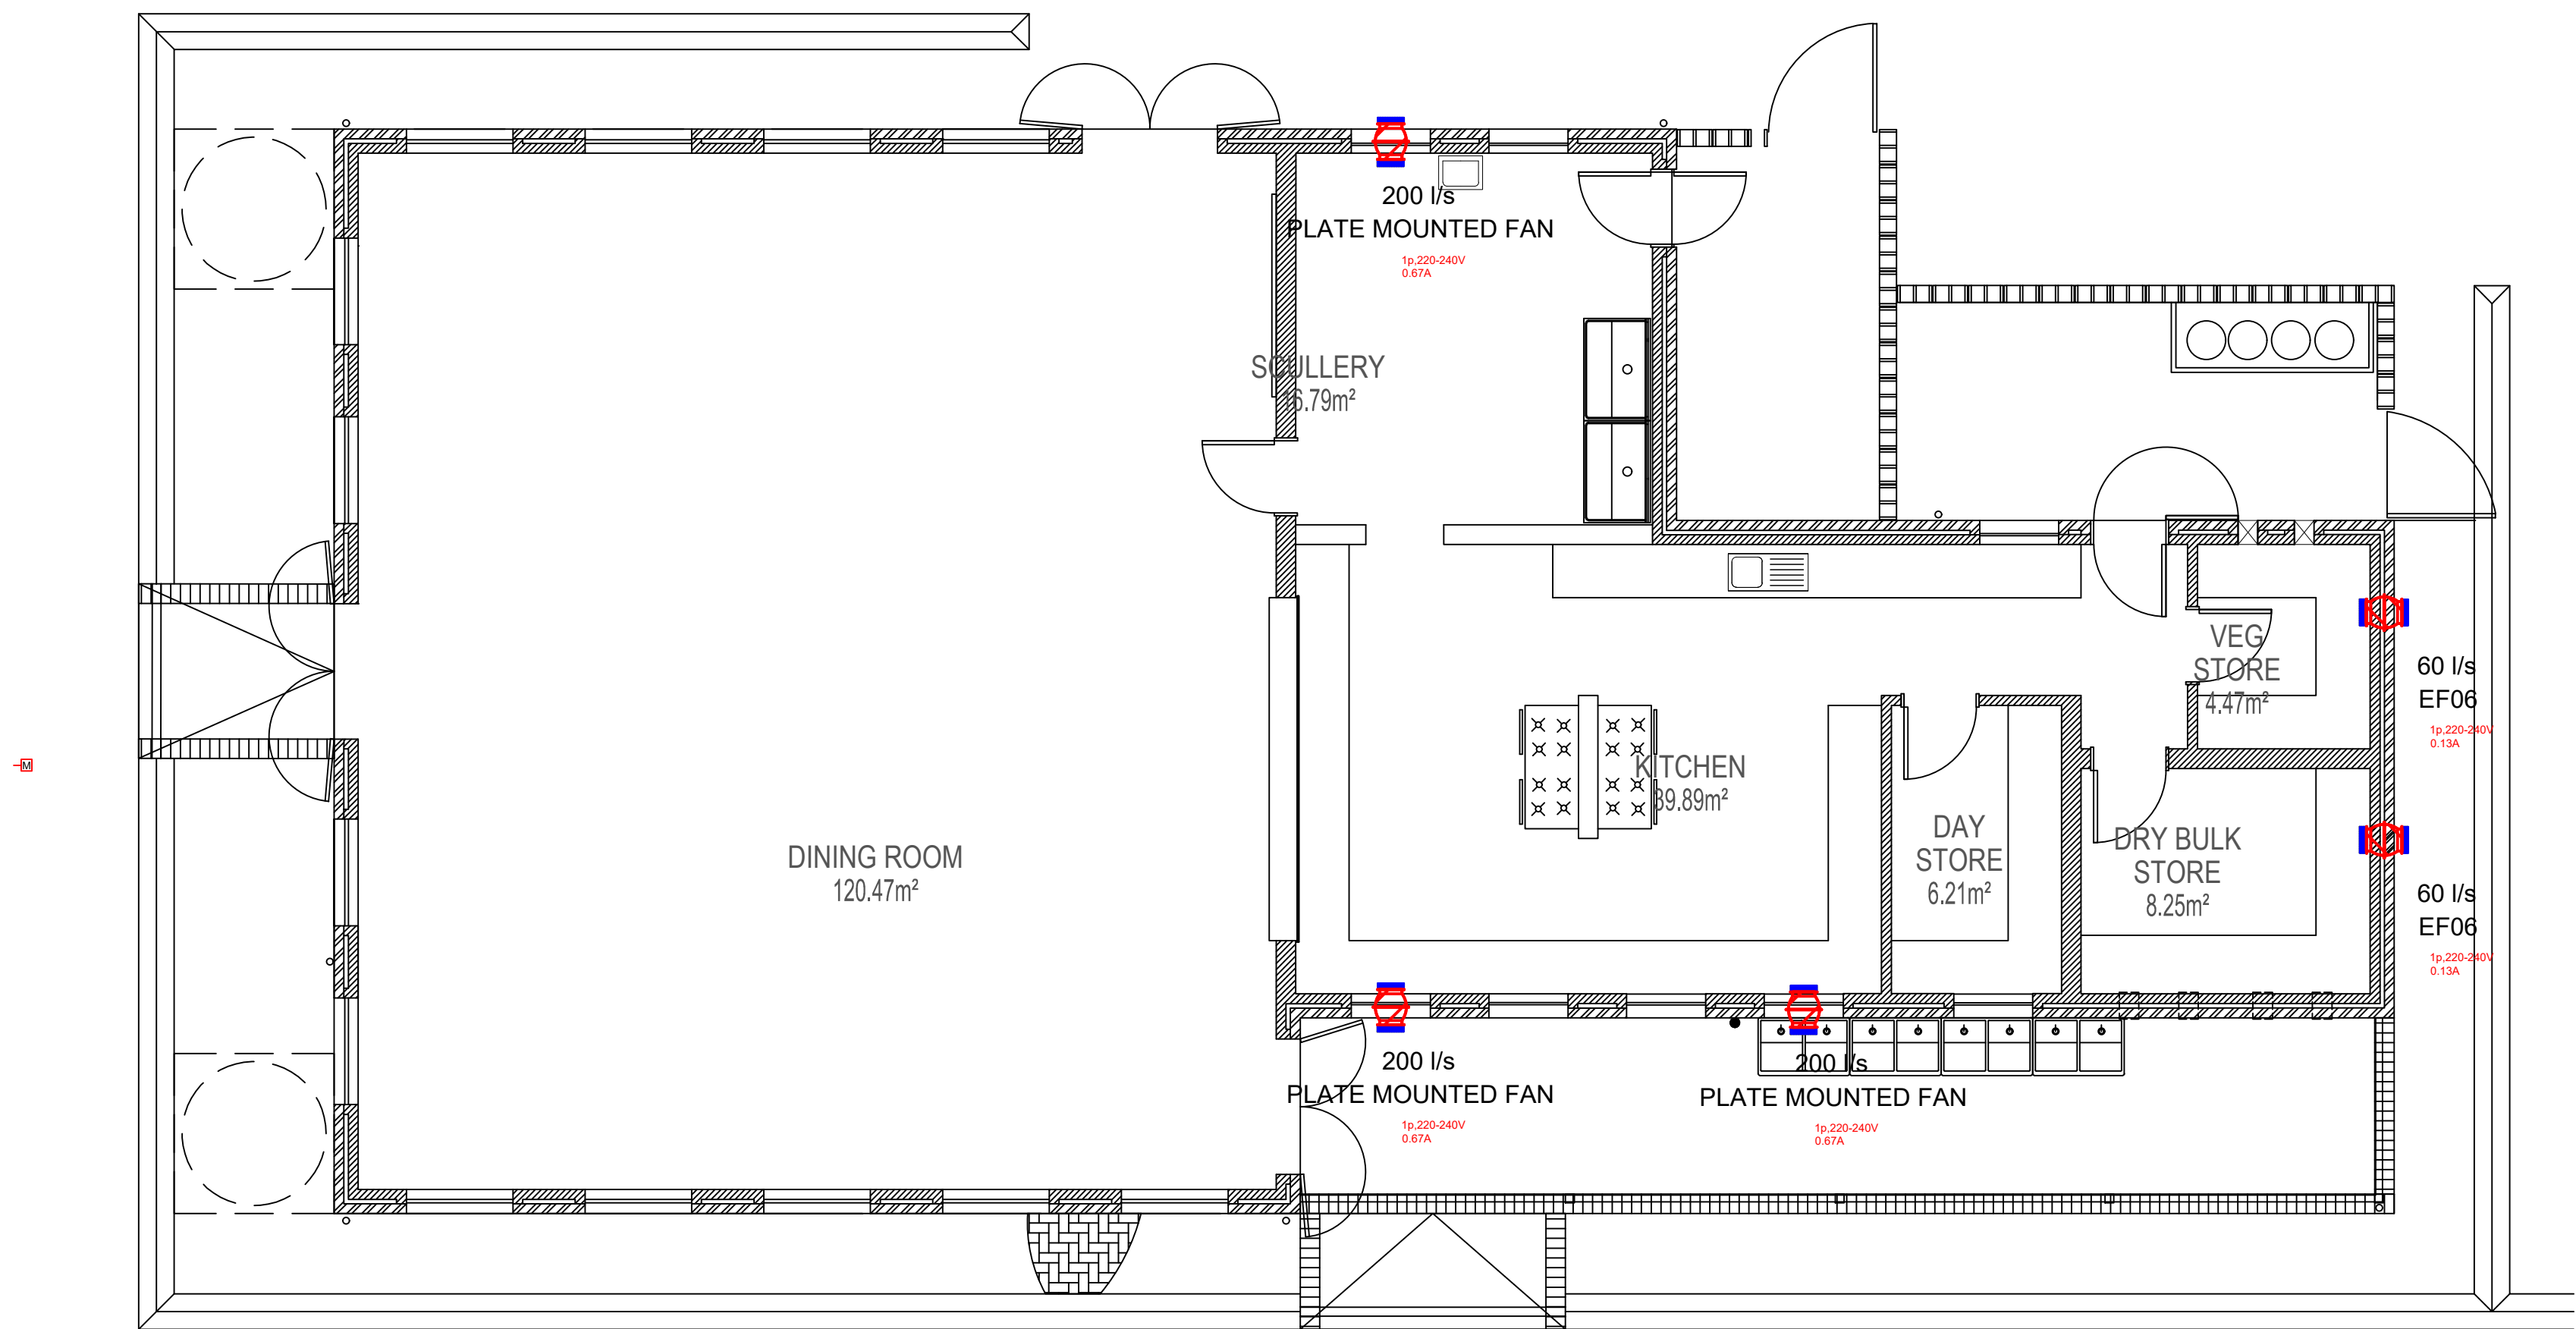 200 l/s
PLATE MOUNTED FAN
1p,220-240V
0.67A
SCULLERY
16.79m²
VEG
STORE
4.47m²
60 l/s
EF06
1p,220-240V
0.13A
M
KITCHEN
39.89m²
DAY
STORE
6.21m²
DRY BULK
STORE
8.25m²
DINING ROOM
120.47m²
60 l/s
EF06
1p,220-240V
0.13A
200 l/s
PLATE MOUNTED FAN
1p,220-240V
0.67A
200 l/s
PLATE MOUNTED FAN
1p,220-240V
0.67A